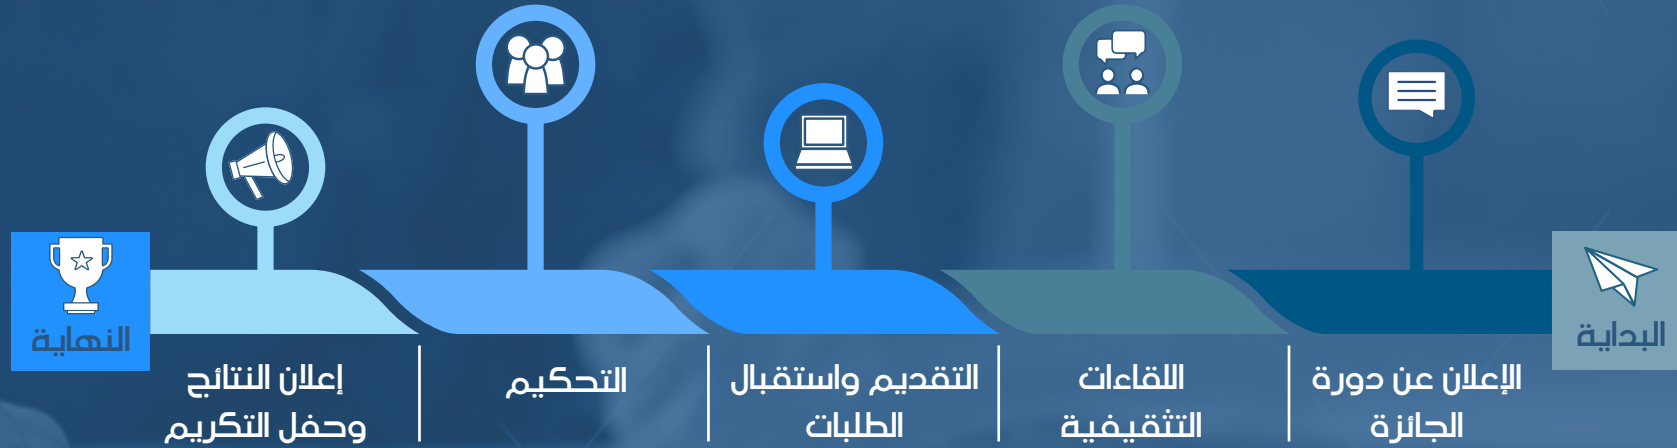 البداية
الإعلان عن دورة
الجائزة
اللقاءات
التثقيفية
التقديم واستقبال
الطلبات
التحكيم
إعلان النتائج
وحفل التكريم
النهاية